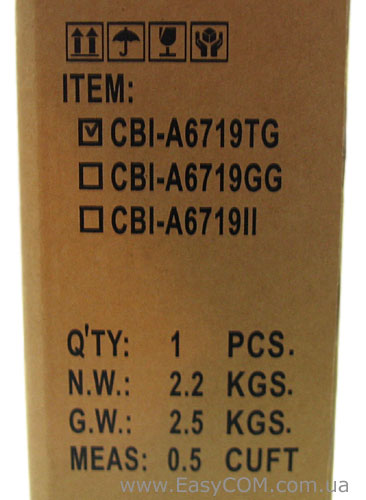 ITEM:
☑ CBI-A6719TG
☐ CBI-A6719GG
☐ CBI-A6719II
Q'TY: 1 PCS.
N.W.: 2.2 KGS.
G.W.: 2.5 KGS.
MEAS: 0.5 CUFT
www.EasyCOM.com.ua